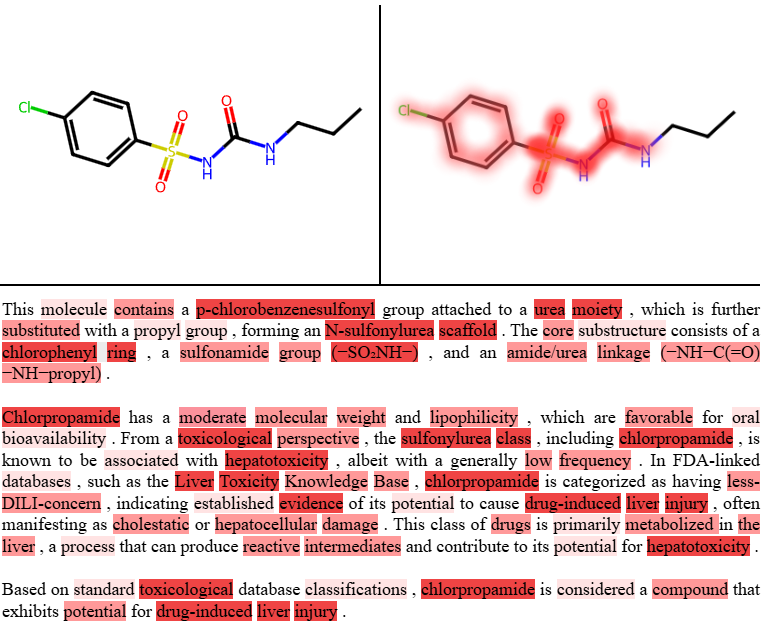 Cl
O
O
S
O
N
H
N
H
Cl
O
O
S
O
N
H
N
H
This molecule contains a p-chlorobenzenesulfonyl group attached to a urea moiety , which is further
substituted with a propyl group , forming an N-sulfonylurea scaffold . The core substructure consists of a
chlorophenyl ring , a sulfonamide group (−SO₂NH−) , and an amide/urea linkage (−NH−C(=O)
−NH−propyl) .
Chlorpropamide has a moderate molecular weight and lipophilicity , which are favorable for oral
bioavailability . From a toxicological perspective , the sulfonylurea class , including chlorpropamide , is
known to be associated with hepatotoxicity , albeit with a generally low frequency . In FDA-linked
databases , such as the Liver Toxicity Knowledge Base , chlorpropamide is categorized as having less-
DILI-concern , indicating established evidence of its potential to cause drug-induced liver injury , often
manifesting as cholestatic or hepatocellular damage . This class of drugs is primarily metabolized in the
liver , a process that can produce reactive intermediates and contribute to its potential for hepatotoxicity .
Based on standard toxicological database classifications , chlorpropamide is considered a compound that
exhibits potential for drug-induced liver injury .